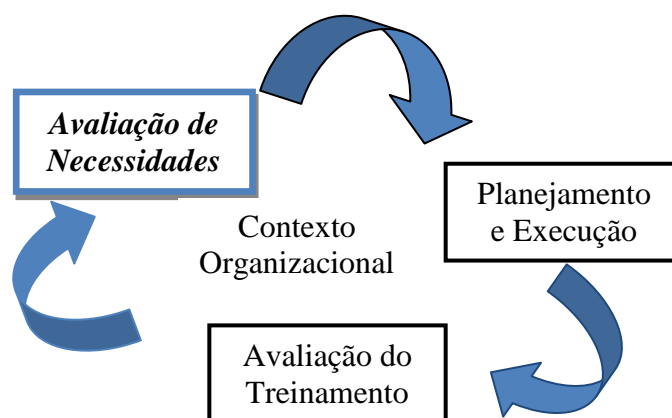 Avaliação de
Necessidades
Planejamento
e Execução
Contexto
Organizacional
Avaliação do
Treinamento